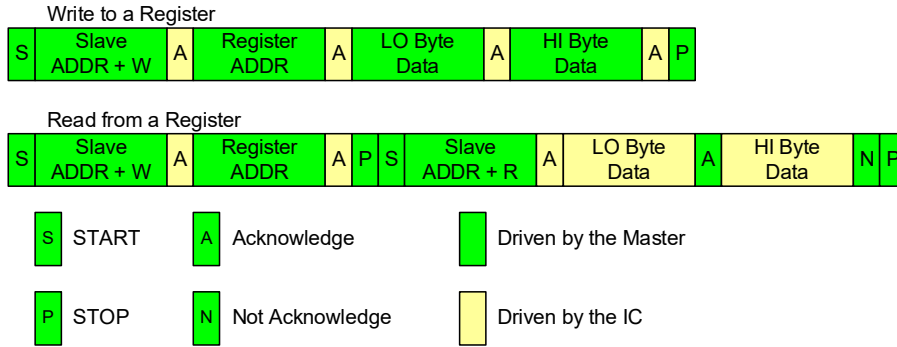 Write to a Register
S Slave ADDR + W A Register ADDR A LO Byte Data A HI Byte Data A P
Read from a Register
S Slave ADDR + W A Register ADDR A P S Slave ADDR + R A LO Byte Data A HI Byte Data N P
S START A Acknowledge Driven by the Master
P STOP N Not Acknowledge Driven by the IC